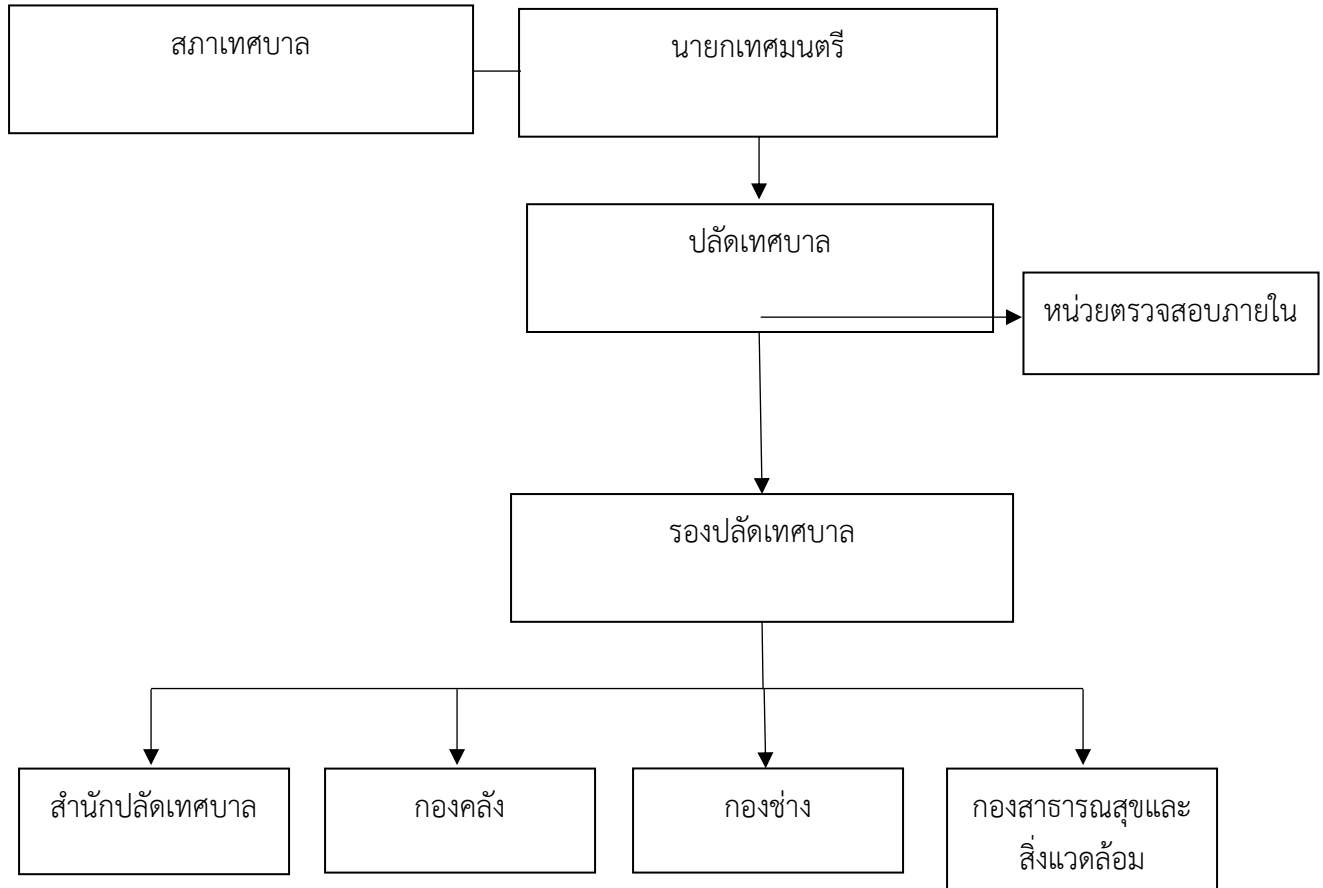 สภาเทศบาล
นายกเทศมนตรี
ปลัดเทศบาล
หน่วยตรวจสอบภายใน
รองปลัดเทศบาล
สำนักปลัดเทศบาล
กองคลัง
กองช่าง
กองสาธารณสุขและ
สิ่งแวดล้อม